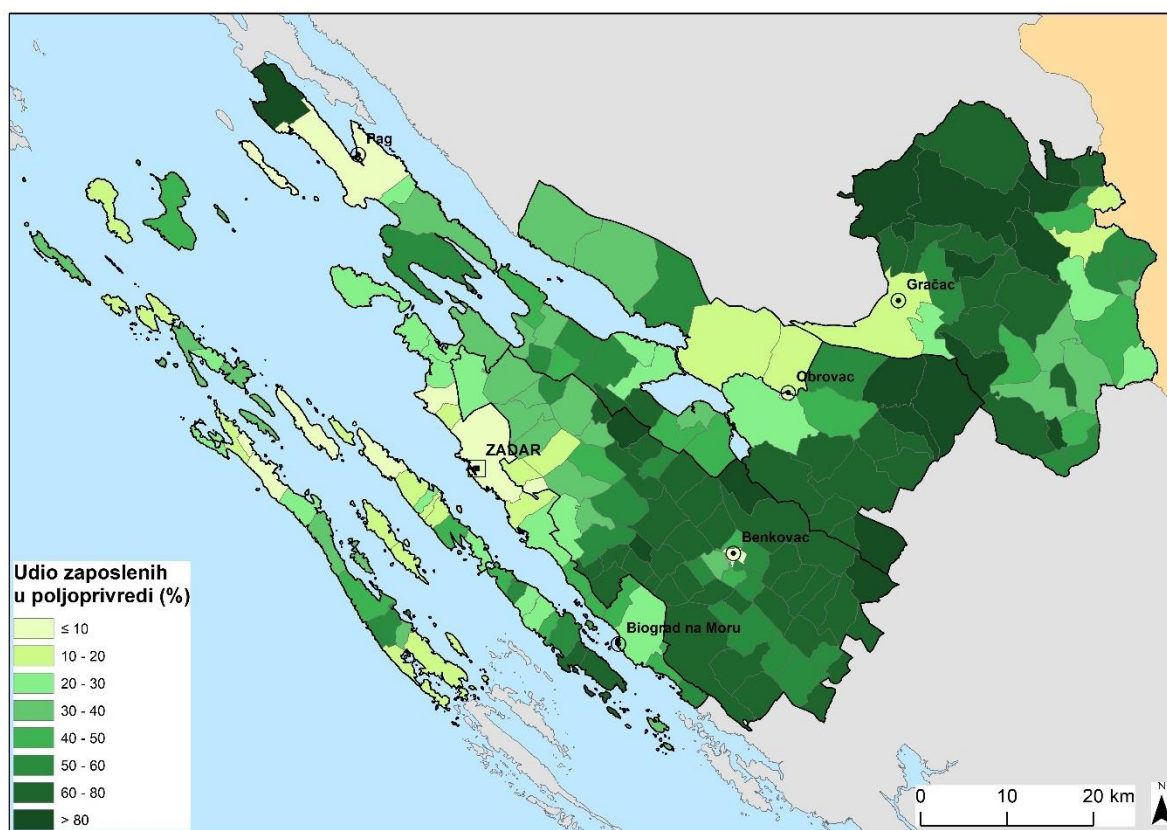 Pag
Gračac
Obrovac
ZADAR
Benkovac
Biograd na Moru
Udio zaposlenih
u poljoprivredi (%)
≤ 10
10 - 20
20 - 30
30 - 40
40 - 50
50 - 60
60 - 80
> 80
N
0 10 20 km